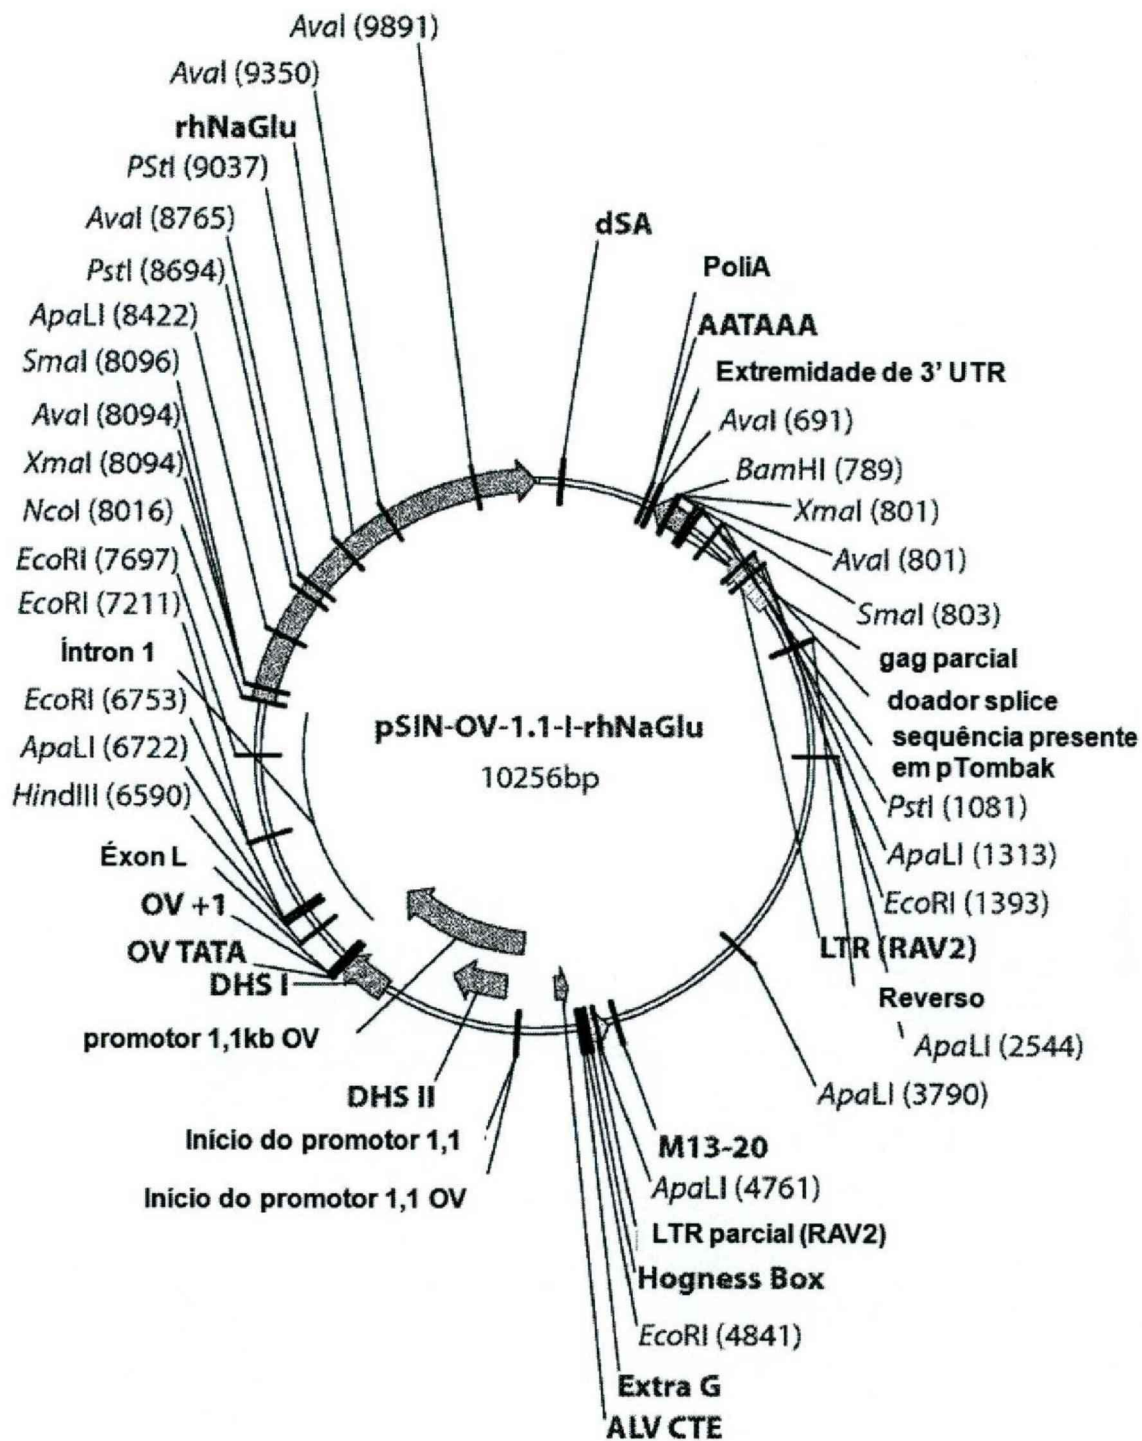 AvaI (9891)
AvaI (9350)
rhNaGlu
PStI (9037)
AvaI (8765)
PstI (8694)
ApaLI (8422)
SmaI (8096)
AvaI (8094)
XmaI (8094)
NcoI (8016)
EcoRI (7697)
EcoRI (7211)
Íntron 1
EcoRI (6753)
ApaLI (6722)
HindIII (6590)
Éxon L
OV +1
OV TATA
DHS I
promotor 1,1kb OV
DHS II
Início do promotor 1,1
Início do promotor 1,1 OV
pSIN-OV-1.1-I-rhNaGlu
10256bp
dSA
PoliA
AATAAA
Extremidade de 3' UTR
AvaI (691)
BamHI (789)
XmaI (801)
AvaI (801)
SmaI (803)
gag parcial
doador splice
sequência presente
em pTombak
PstI (1081)
ApaLI (1313)
EcoRI (1393)
LTR (RAV2)
Reverso
ApaLI (2544)
ApaLI (3790)
M13-20
ApaLI (4761)
LTR parcial (RAV2)
Hogness Box
EcoRI (4841)
Extra G
ALV CTE